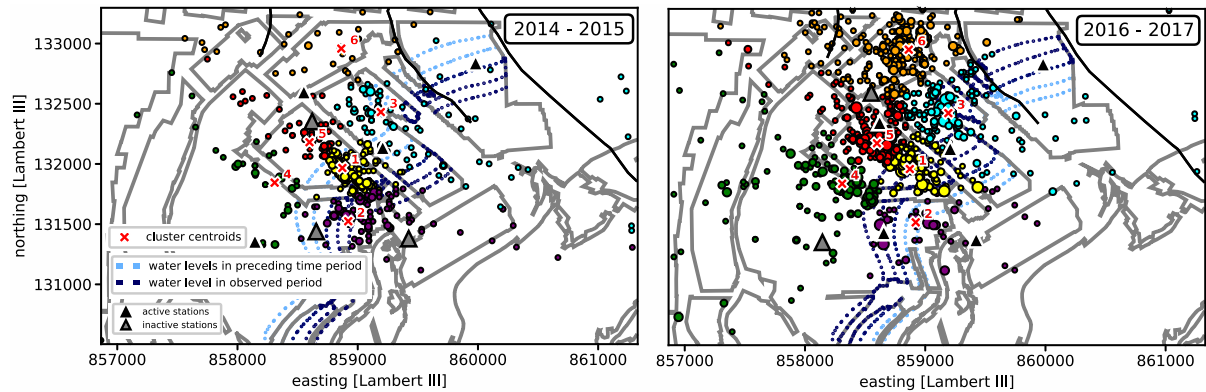 2014 - 2015
133000
132500
132000
131500
131000
northing [Lambert III]
6
3
5
1
4
2
cluster centroids
water levels in preceding time period
water level in observed period
active stations
inactive stations
857000
858000
859000
860000
861000
easting [Lambert III]
2016 - 2017
6
3
5
1
4
2
857000
858000
859000
860000
861000
easting [Lambert III]